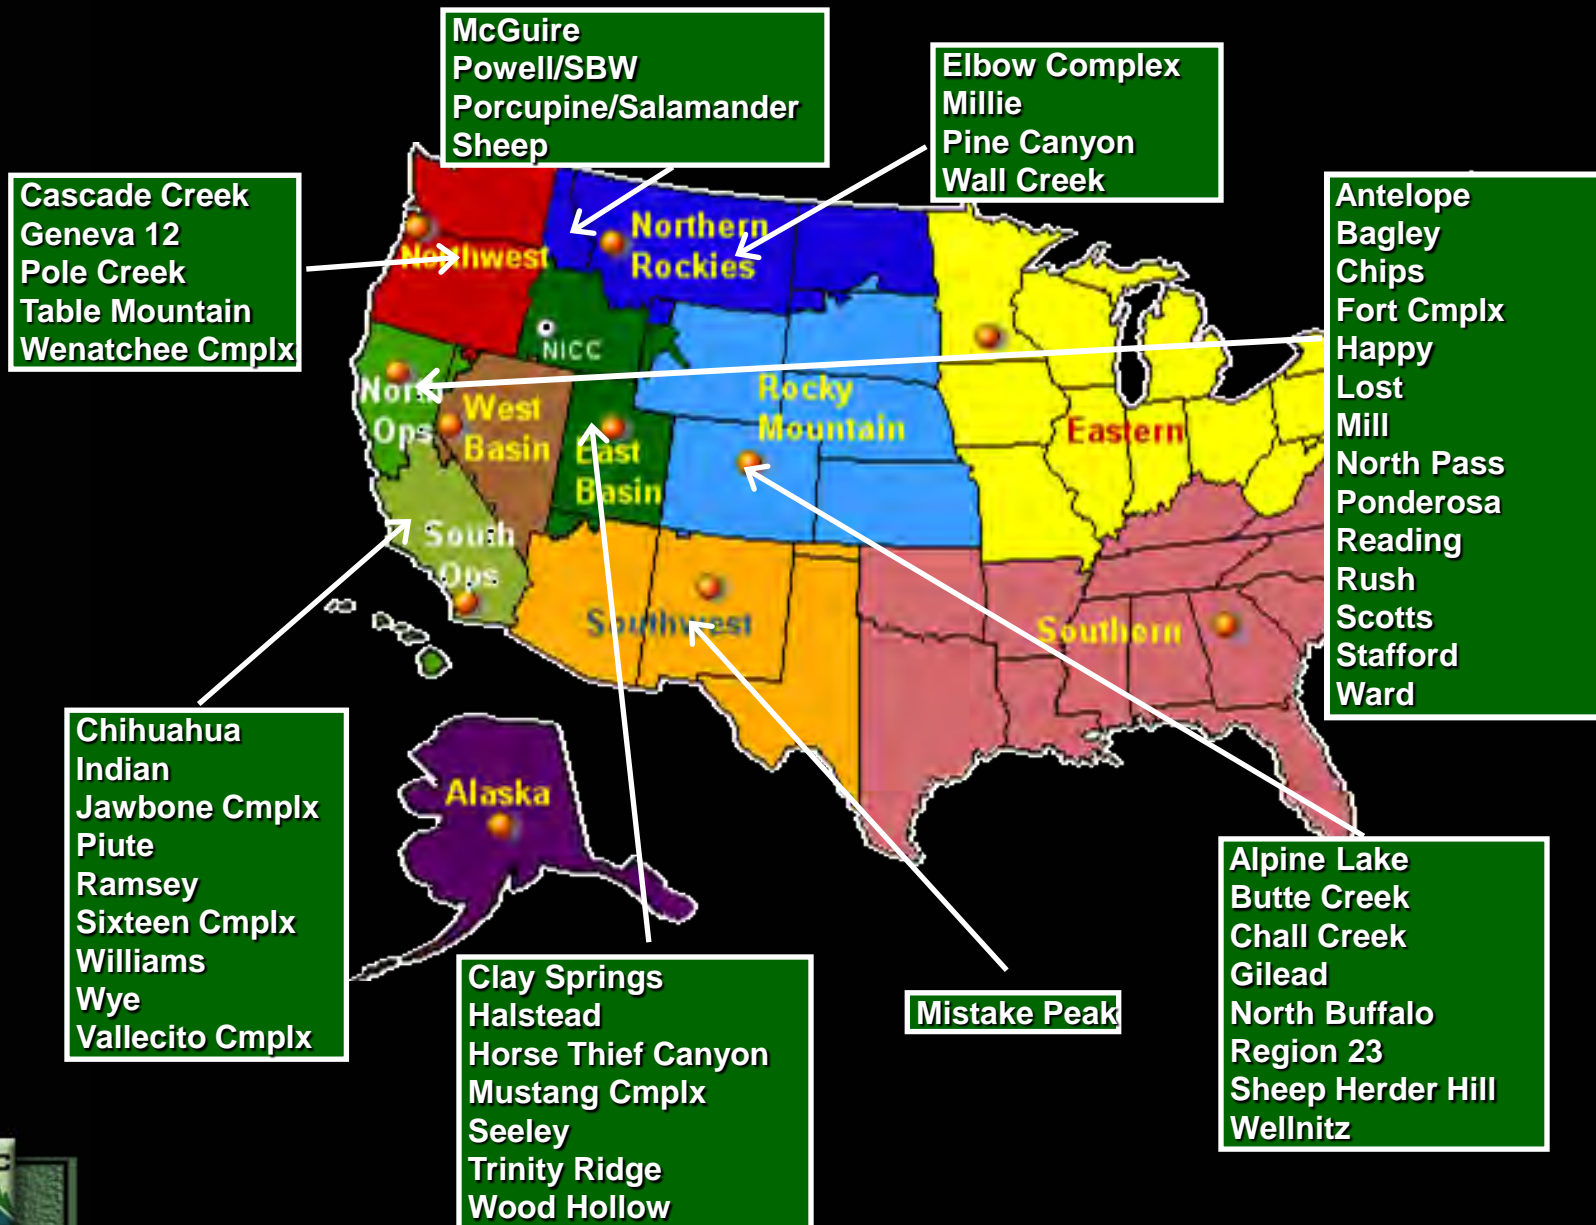 McGuire
Powell/SBW
Porcupine/Salamander
Sheep
Elbow Complex
Millie
Pine Canyon
Wall Creek
Cascade Creek
Geneva 12
Pole Creek
Table Mountain
Wenatchee Cmplx
Antelope
Bagley
Chips
Fort Cmplx
Happy
Lost
Mill
North Pass
Ponderosa
Reading
Rush
Scotts
Stafford
Ward
Northwest
Northern
Rockies
NICC
North
Ops
West
Basin
East
Basin
Rocky
Mountain
Eastern
South
Ops
Southwest
Southern
Alaska
Chihuahua
Indian
Jawbone Cmplx
Piute
Ramsey
Sixteen Cmplx
Williams
Wye
Vallecito Cmplx
Clay Springs
Halstead
Horse Thief Canyon
Mustang Cmplx
Seeley
Trinity Ridge
Wood Hollow
Mistake Peak
Alpine Lake
Butte Creek
Chall Creek
Gilead
North Buffalo
Region 23
Sheep Herder Hill
Wellnitz